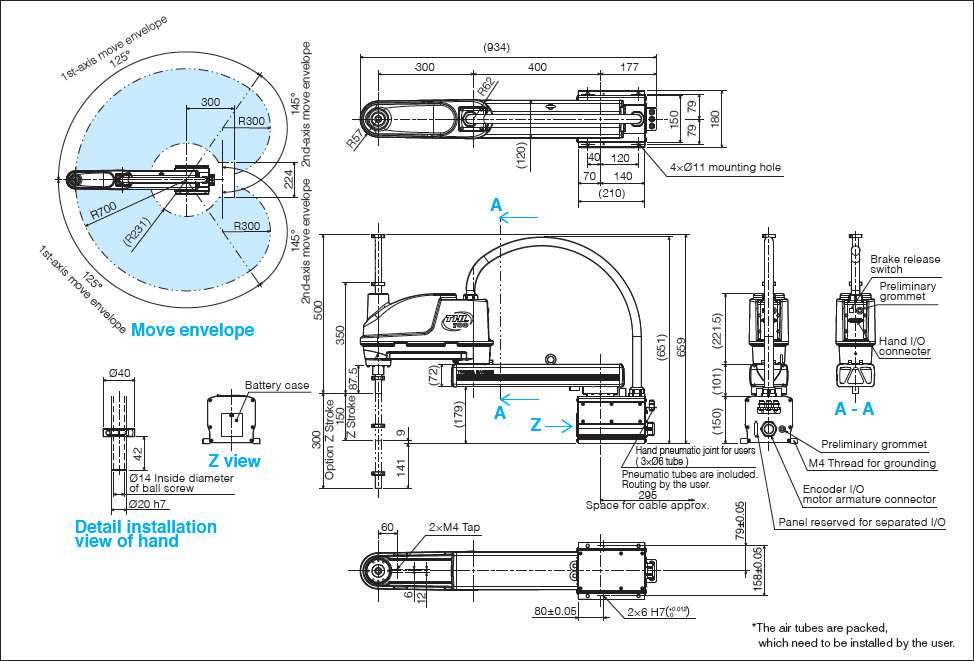 1st-axis move envelope
125°
300
R300
145°
2nd-axis move envelope
224
R700
(R231)
R300
145°
2nd-axis move envelope
125°
1st-axis move envelope
Move envelope
(934)
300
400
177
R62
R57
(120)
40
120
70
140
(210)
150
79
79
180
4×Ø11 mounting hole
A
500
350
THL
700
67.5
(72)
(179)
300
Option Z Stroke
150
Z Stroke
9
141
(651)
659
A
Z
Hand pneumatic joint for users
( 3×Ø6 tube )
Pneumatic tubes are included.
Routing by the user.
295
Space for cable approx.
(221.5)
(101)
(150)
Brake release
switch
Preliminary
grommet
Hand I/O
connecter
A - A
Preliminary grommet
M4 Thread for grounding
Encoder I/O
motor armature connector
Panel reserved for separated I/O
Ø40
42
Ø14 Inside diameter
of ball screw
Ø20 h7
Detail installation
view of hand
Battery case
Z view
60
2×M4 Tap
6
12
80±0.05
2×6 H7(+0.012 0)
79±0.05
158±0.05
*The air tubes are packed,
which need to be installed by the user.